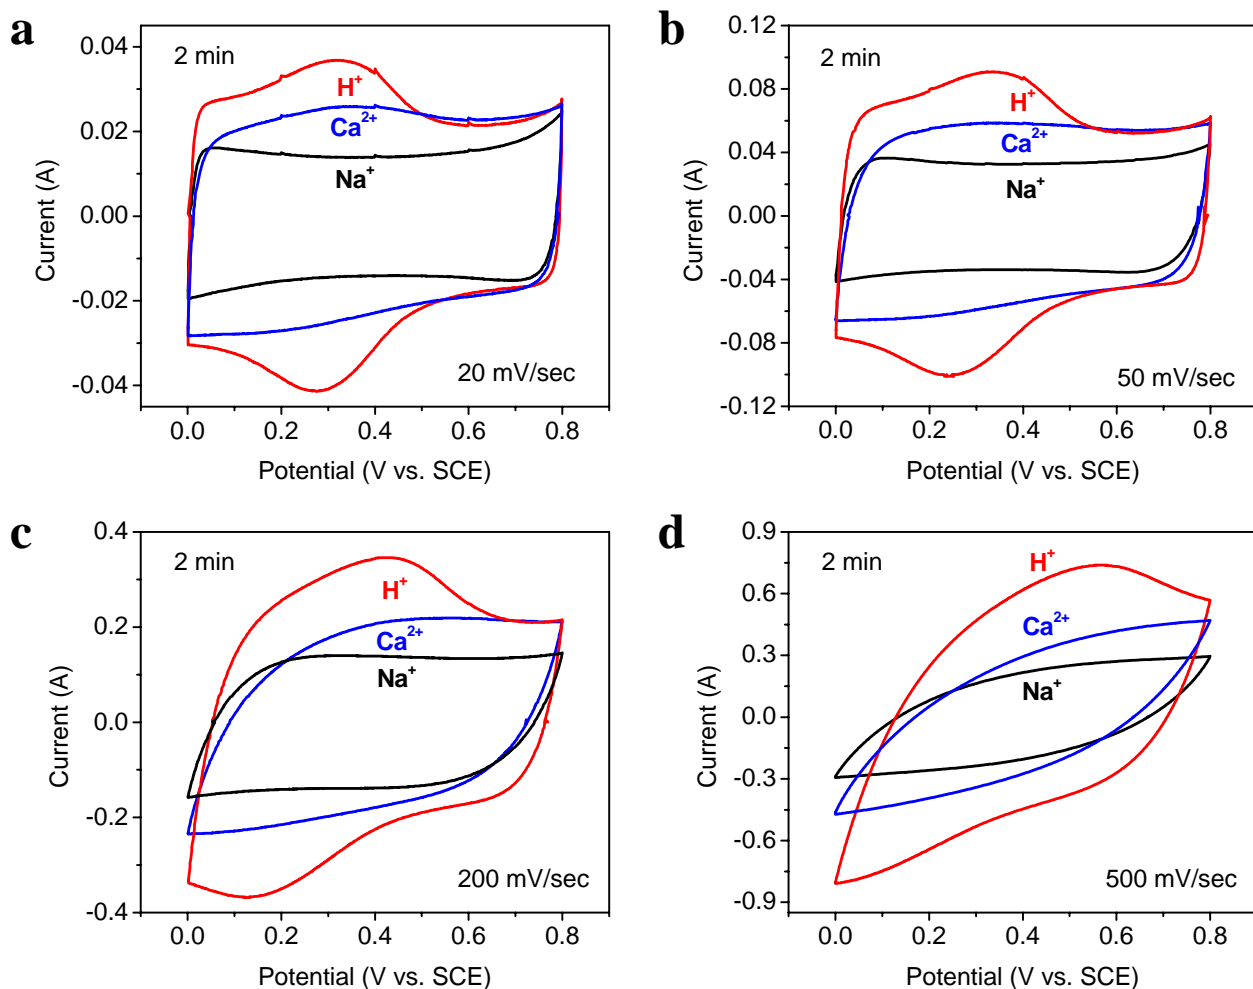 a
2 min
H⁺
Ca²⁺
Na⁺
20 mV/sec
Current (A)
0.04
0.02
0.00
-0.02
-0.04
0.0 0.2 0.4 0.6 0.8
Potential (V vs. SCE)
b
2 min
H⁺
Ca²⁺
Na⁺
50 mV/sec
Current (A)
0.12
0.08
0.04
0.00
-0.04
-0.08
-0.12
0.0 0.2 0.4 0.6 0.8
Potential (V vs. SCE)
c
2 min
H⁺
Ca²⁺
Na⁺
200 mV/sec
Current (A)
0.4
0.2
0.0
-0.2
-0.4
0.0 0.2 0.4 0.6 0.8
Potential (V vs. SCE)
d
2 min
H⁺
Ca²⁺
Na⁺
500 mV/sec
Current (A)
0.9
0.6
0.3
0.0
-0.3
-0.6
-0.9
0.0 0.2 0.4 0.6 0.8
Potential (V vs. SCE)